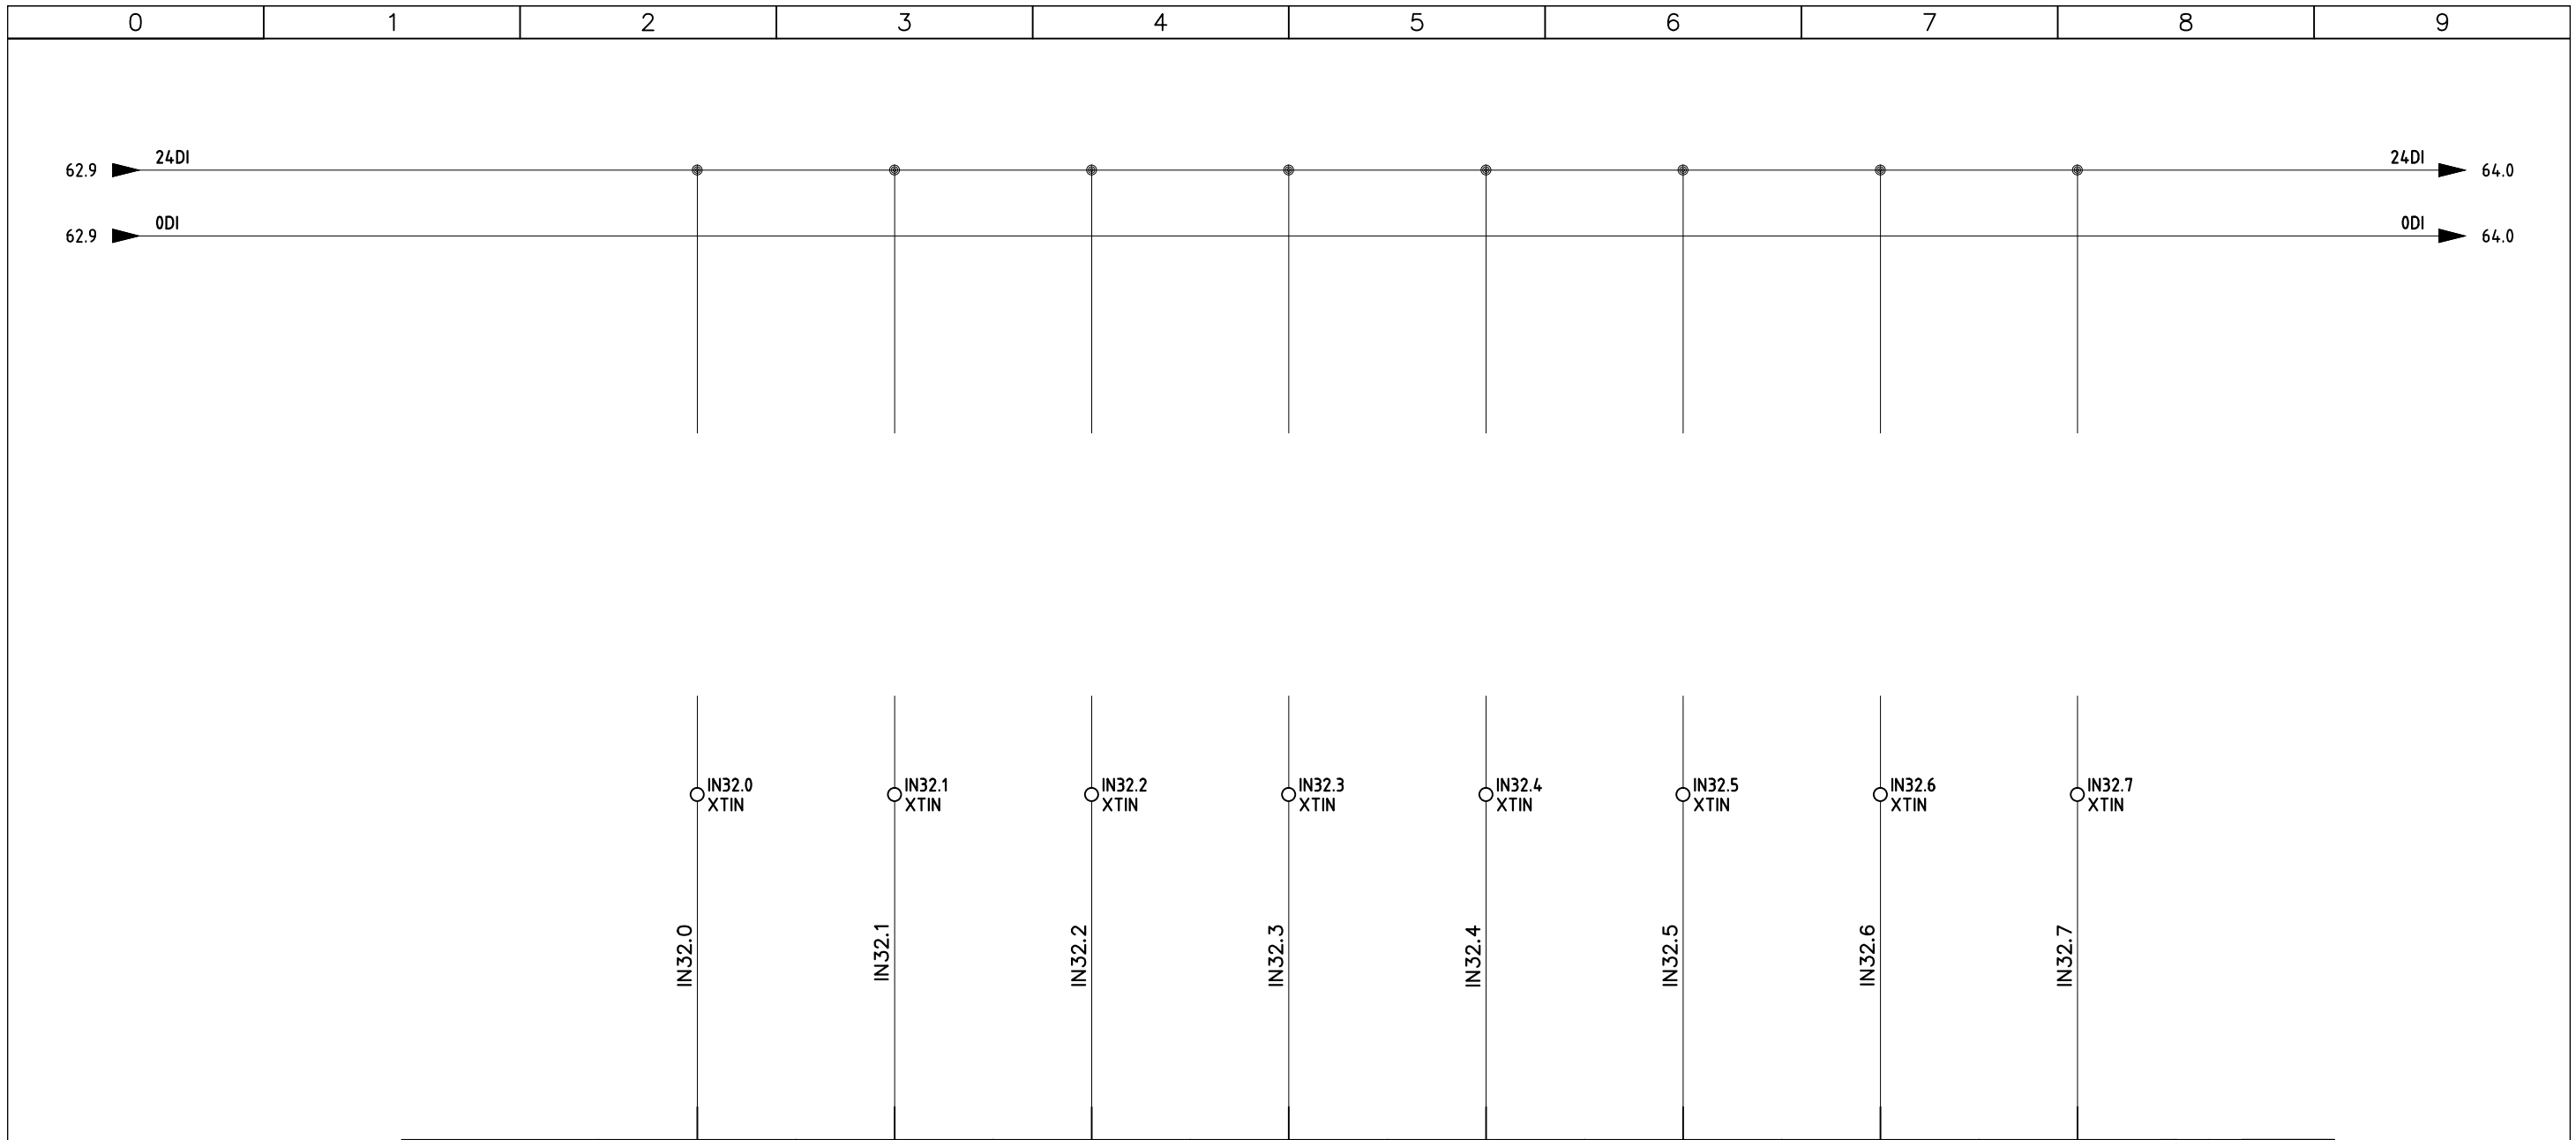 0 1 2 3 4 5 6 7 8 9
24DI 24DI
62.9 64.0
0DI 0DI
62.9 64.0
IN32.0 IN32.1 IN32.2 IN32.3 IN32.4 IN32.5 IN32.6 IN32.7
XTIN XTIN XTIN XTIN XTIN XTIN XTIN XTIN
IN32.0 IN32.1 IN32.2 IN32.3 IN32.4 IN32.5 IN32.6 IN32.7